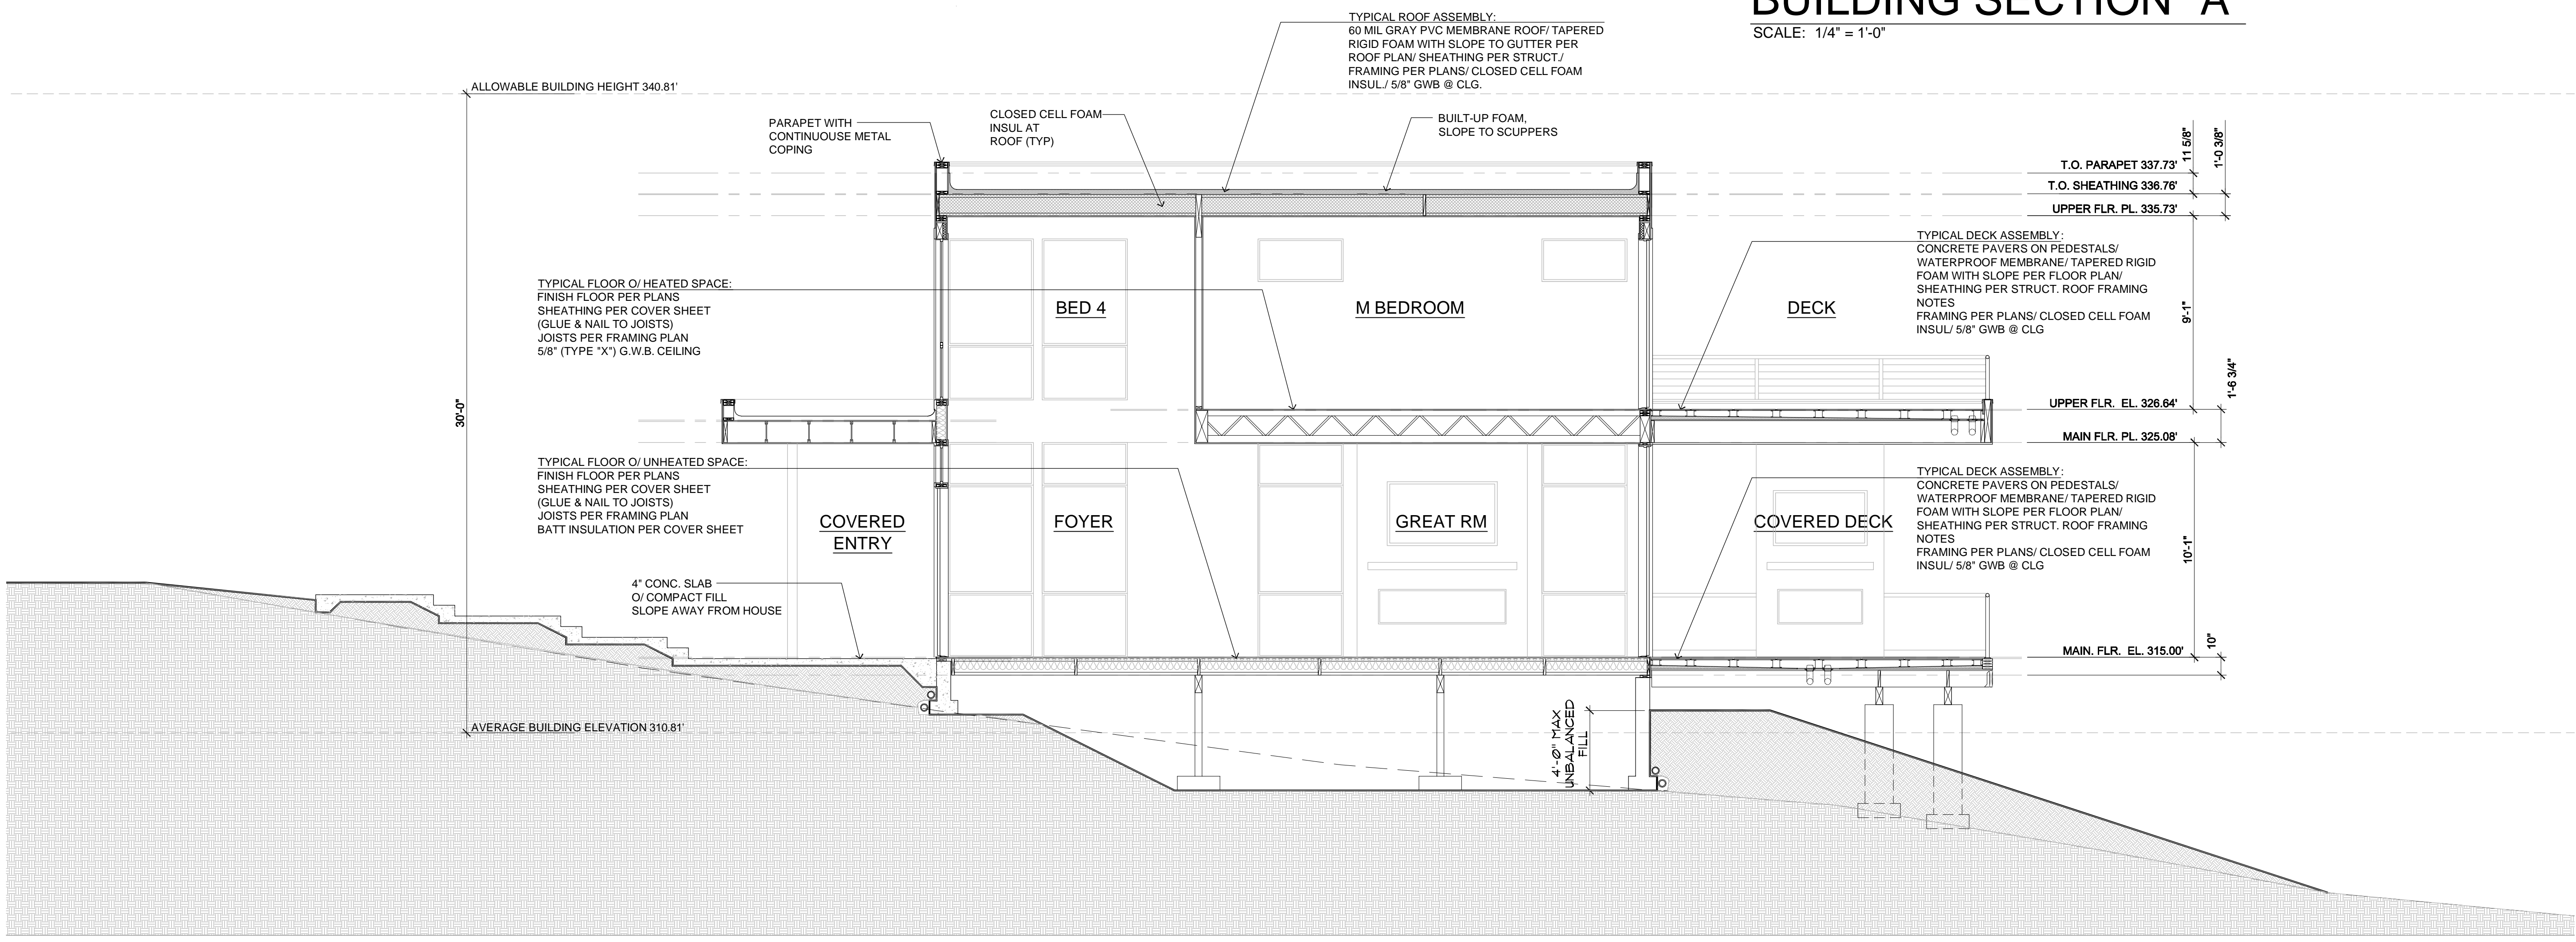 BUILDING SECTION "A"
SCALE: 1/4" = 1'-0"
TYPICAL ROOF ASSEMBLY:
60 MIL GRAY PVC MEMBRANE ROOF/ TAPERED
RIGID FOAM WITH SLOPE TO GUTTER PER
ROOF PLAN/ SHEATHING PER STRUCT./
FRAMING PER PLANS/ CLOSED CELL FOAM
INSUL./ 5/8" GWB @ CLG.
ALLOWABLE BUILDING HEIGHT 340.81'
PARAPET WITH
CONTINUOUSE METAL
COPING
CLOSED CELL FOAM
INSUL AT
ROOF (TYP)
BUILT-UP FOAM,
SLOPE TO SCUPPERS
T.O. PARAPET 337.73'
11 5/8"
1'-0 3/8"
T.O. SHEATHING 336.76'
UPPER FLR. PL. 335.73'
TYPICAL DECK ASSEMBLY:
CONCRETE PAVERS ON PEDESTALS/
WATERPROOF MEMBRANE/ TAPERED RIGID
FOAM WITH SLOPE PER FLOOR PLAN/
SHEATHING PER STRUCT. ROOF FRAMING
NOTES
FRAMING PER PLANS/ CLOSED CELL FOAM
INSUL/ 5/8" GWB @ CLG
9'-1"
TYPICAL FLOOR O/ HEATED SPACE:
FINISH FLOOR PER PLANS
SHEATHING PER COVER SHEET
(GLUE & NAIL TO JOISTS)
JOISTS PER FRAMING PLAN
5/8" (TYPE "X") G.W.B. CEILING
BED 4
M BEDROOM
DECK
30'-0"
1'-6 3/4"
UPPER FLR. EL. 326.64'
MAIN FLR. PL. 325.08'
TYPICAL FLOOR O/ UNHEATED SPACE:
FINISH FLOOR PER PLANS
SHEATHING PER COVER SHEET
(GLUE & NAIL TO JOISTS)
JOISTS PER FRAMING PLAN
BATT INSULATION PER COVER SHEET
COVERED
ENTRY
FOYER
GREAT RM
COVERED DECK
TYPICAL DECK ASSEMBLY:
CONCRETE PAVERS ON PEDESTALS/
WATERPROOF MEMBRANE/ TAPERED RIGID
FOAM WITH SLOPE PER FLOOR PLAN/
SHEATHING PER STRUCT. ROOF FRAMING
NOTES
FRAMING PER PLANS/ CLOSED CELL FOAM
INSUL/ 5/8" GWB @ CLG
10'-1"
4" CONC. SLAB
O/ COMPACT FILL
SLOPE AWAY FROM HOUSE
10"
MAIN. FLR. EL. 315.00'
AVERAGE BUILDING ELEVATION 310.81'
4'-0" MAX
UNBALANCED
FILL